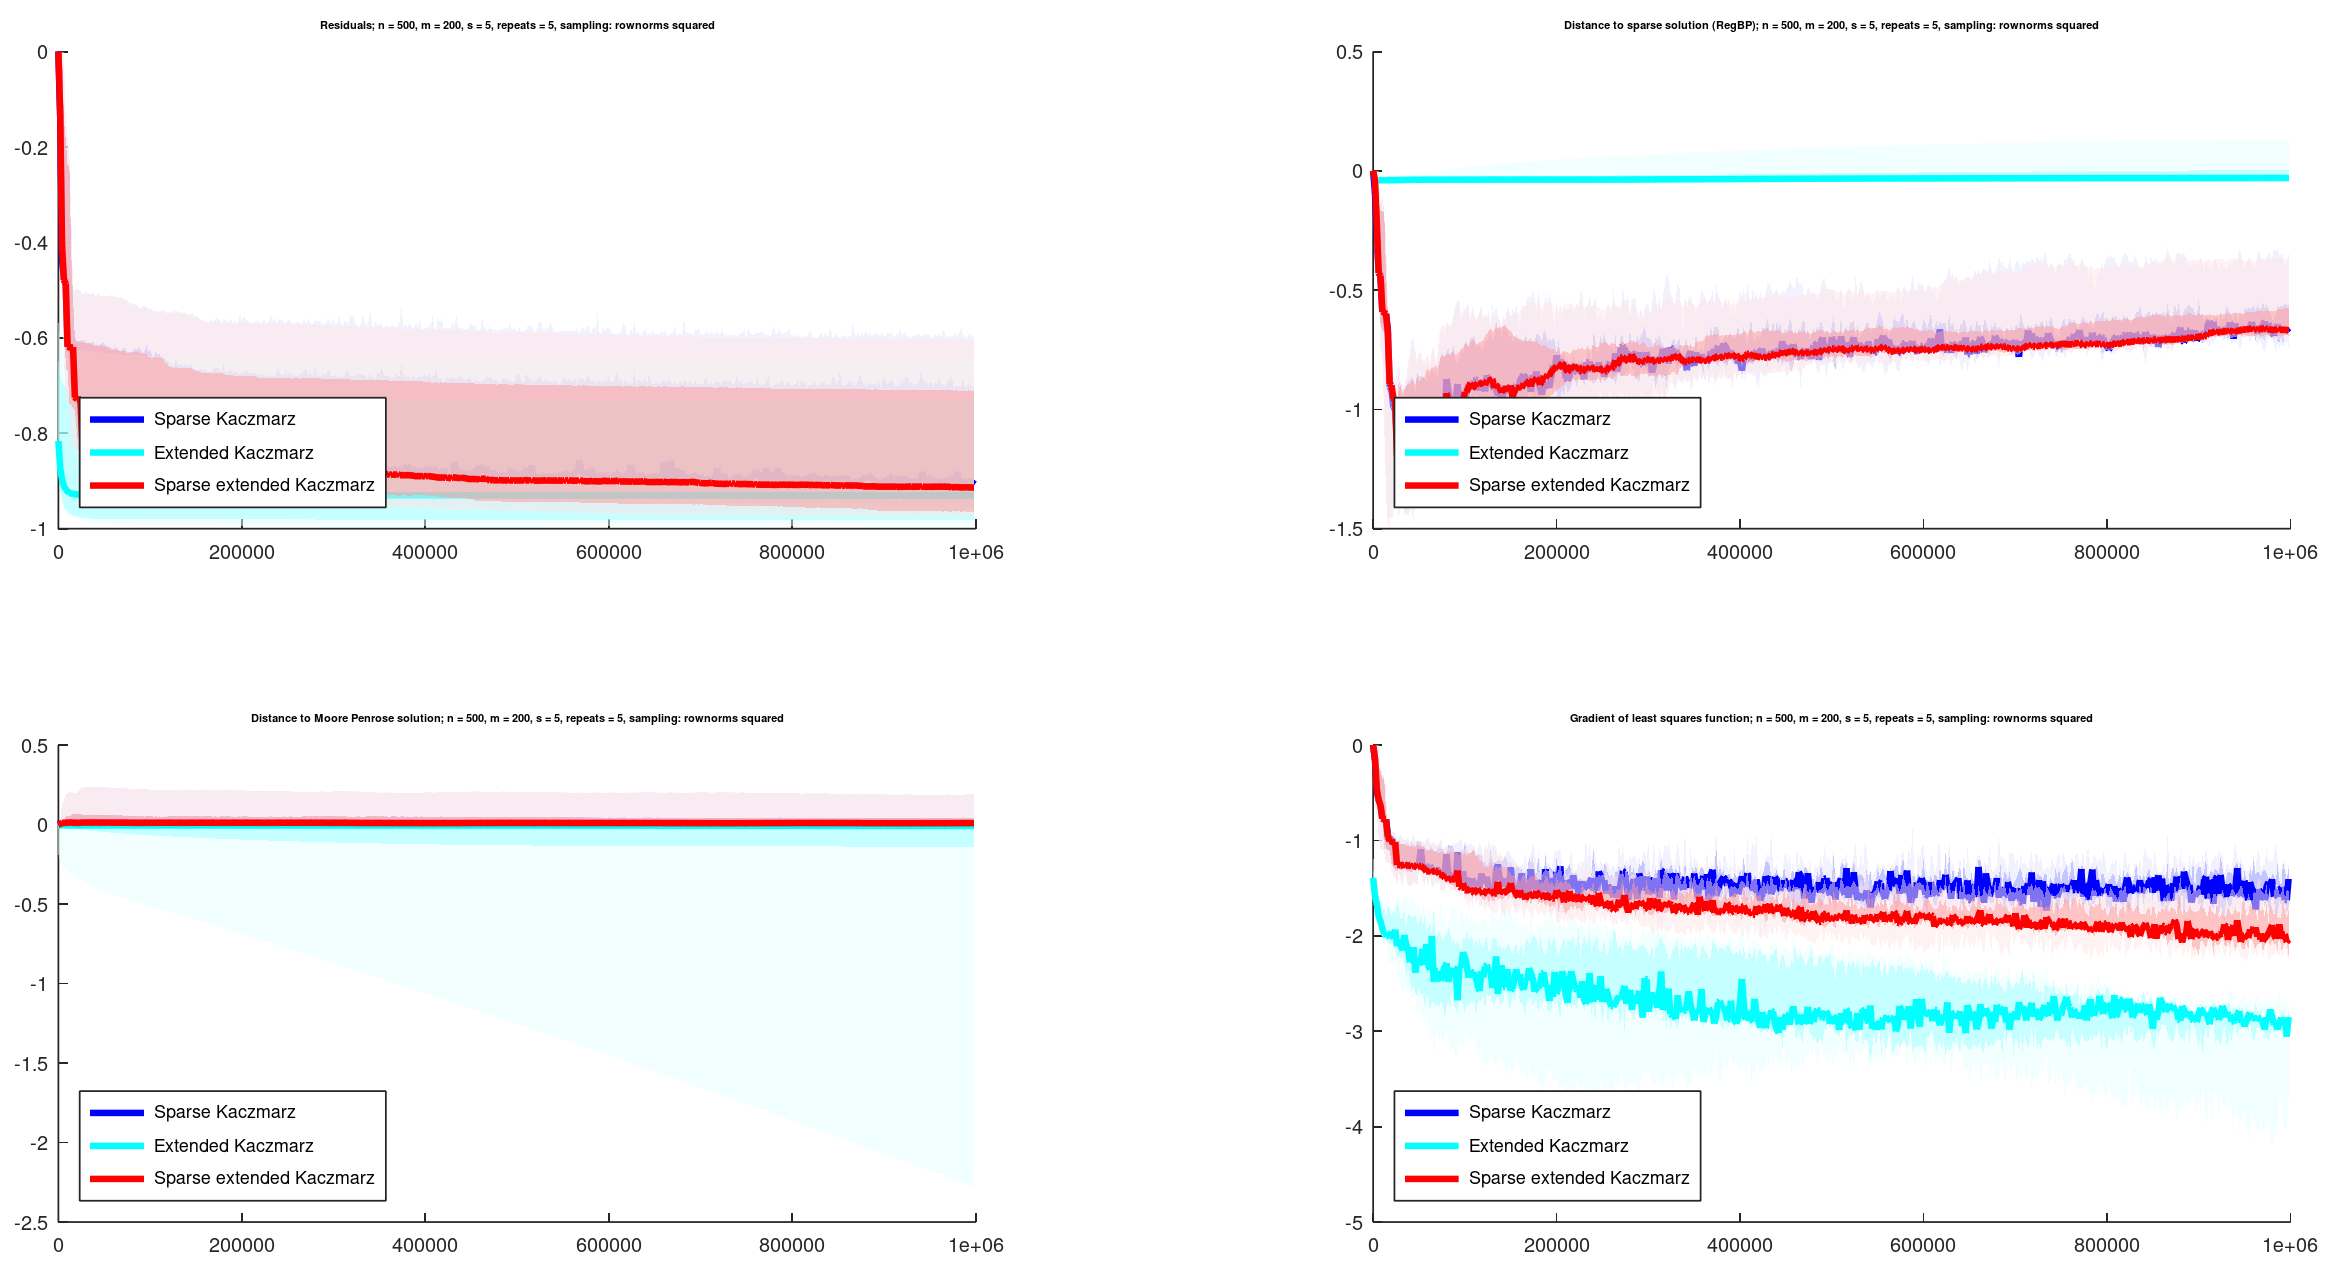 Residuals; n = 500, m = 200, s = 5, repeats = 5, sampling: rownorms squared
0
-0.2
-0.4
-0.6
-0.8
-1
Sparse Kaczmarz
Extended Kaczmarz
Sparse extended Kaczmarz
0 200000 400000 600000 800000 1e+06
Distance to sparse solution (RegBP); n = 500, m = 200, s = 5, repeats = 5, sampling: rownorms squared
0.5
0
-0.5
-1
-1.5
Sparse Kaczmarz
Extended Kaczmarz
Sparse extended Kaczmarz
0 200000 400000 600000 800000 1e+06
Distance to Moore Penrose solution; n = 500, m = 200, s = 5, repeats = 5, sampling: rownorms squared
0.5
0
-0.5
-1
-1.5
-2
-2.5
Sparse Kaczmarz
Extended Kaczmarz
Sparse extended Kaczmarz
0 200000 400000 600000 800000 1e+06
Gradient of least squares function; n = 500, m = 200, s = 5, repeats = 5, sampling: rownorms squared
0
-1
-2
-3
-4
-5
Sparse Kaczmarz
Extended Kaczmarz
Sparse extended Kaczmarz
0 200000 400000 600000 800000 1e+06